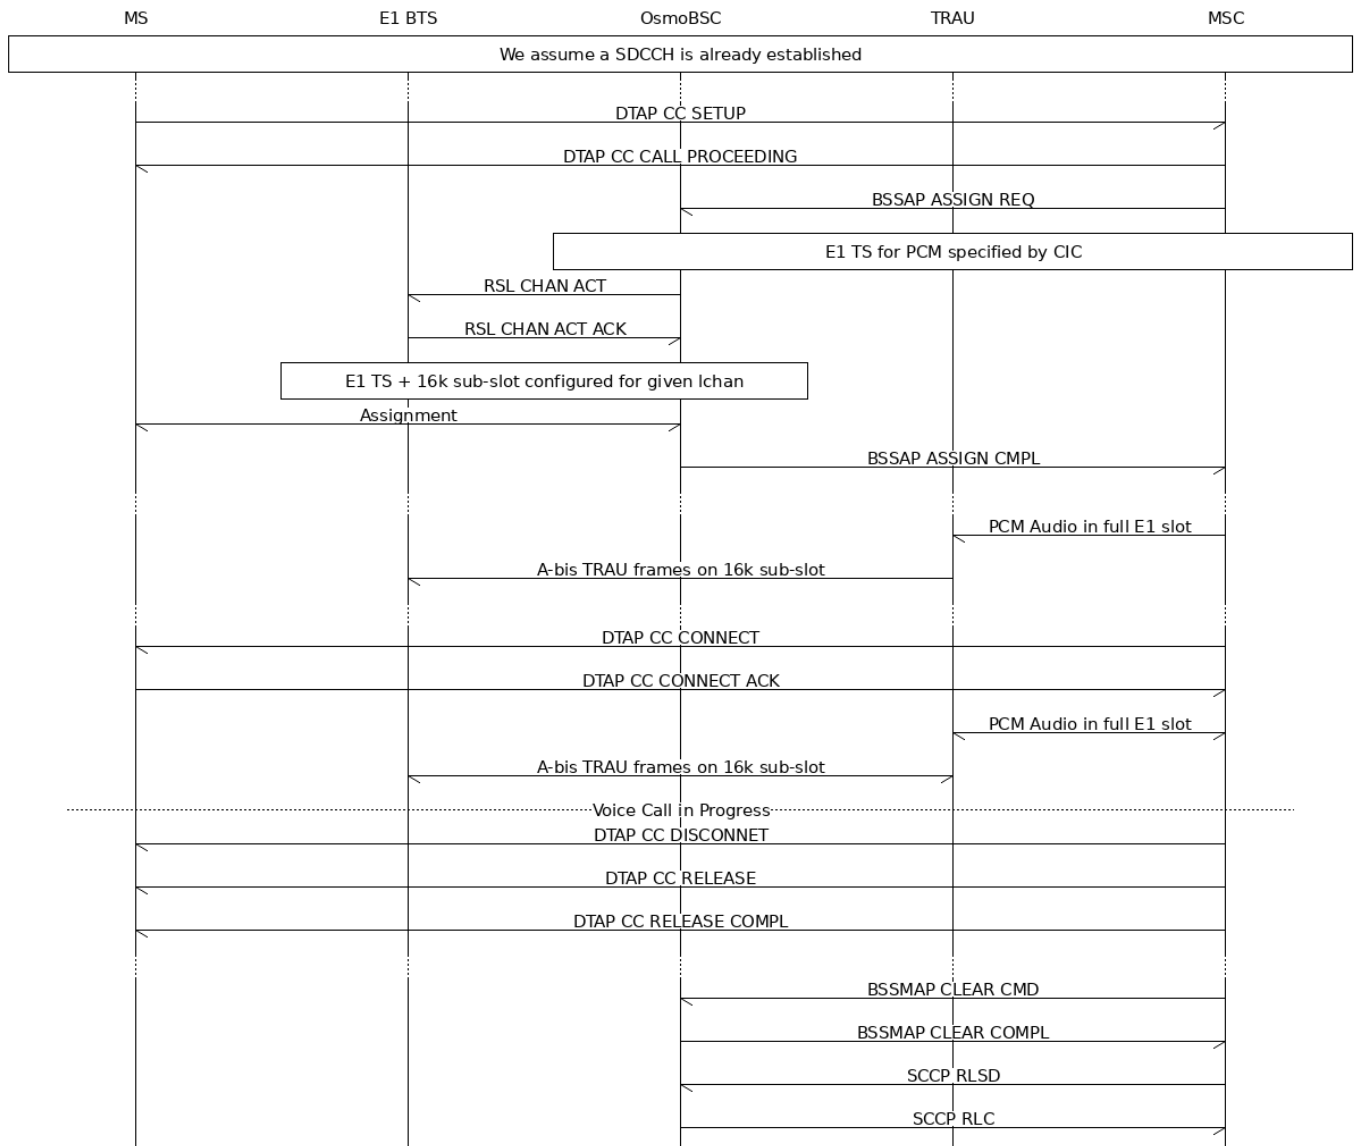 MS E1 BTS OsmoBSC TRAU MSC
We assume a SDCCH is already established
DTAP CC SETUP
DTAP CC CALL PROCEEDING
BSSAP ASSIGN REQ
E1 TS for PCM specified by CIC
RSL CHAN ACT
RSL CHAN ACT ACK
E1 TS + 16k sub-slot configured for given lchan
Assignment
BSSAP ASSIGN CMPL
PCM Audio in full E1 slot
A-bis TRAU frames on 16k sub-slot
DTAP CC CONNECT
DTAP CC CONNECT ACK
PCM Audio in full E1 slot
A-bis TRAU frames on 16k sub-slot
Voice Call in Progress
DTAP CC DISCONNET
DTAP CC RELEASE
DTAP CC RELEASE COMPL
BSSMAP CLEAR CMD
BSSMAP CLEAR COMPL
SCCP RLSD
SCCP RLC